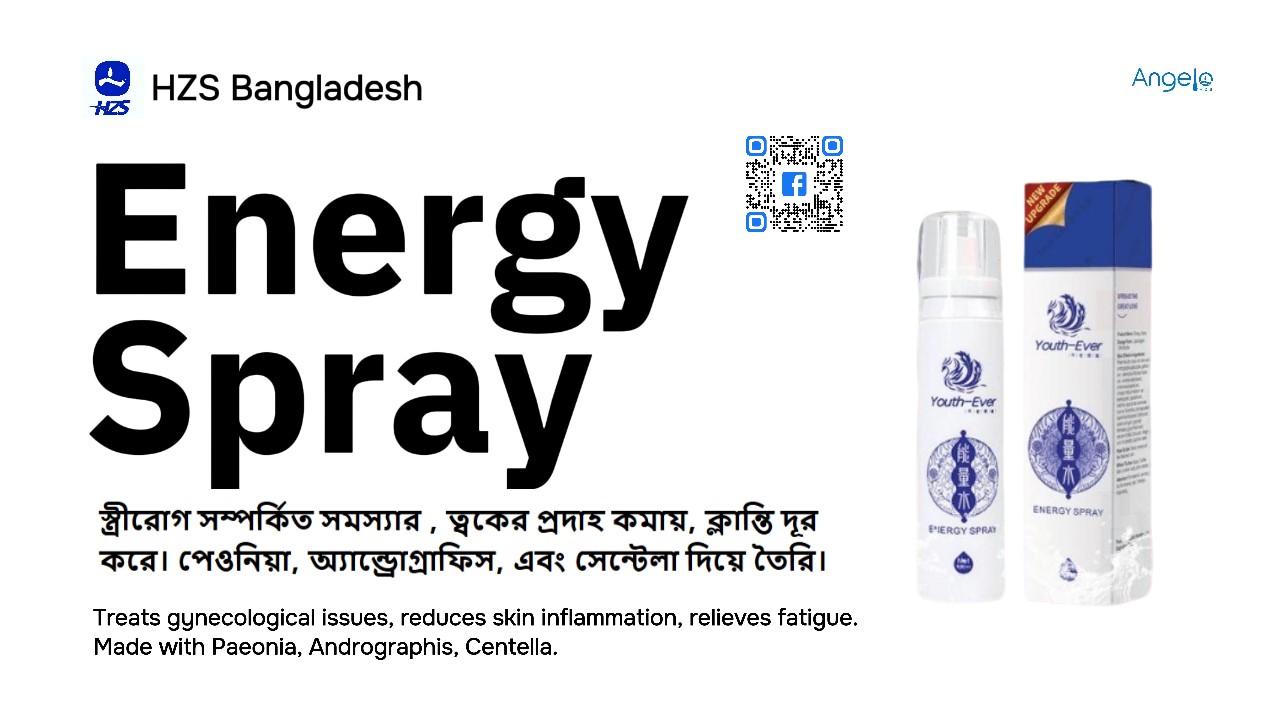 HZS
HZS Bangladesh
Angelo
Energy
Spray
স্ত্রীরোগ সম্পর্কিত সমস্যার , ত্বকের প্রদাহ কমায়, ক্লান্তি দূর
করে। পেওনিয়া, অ্যান্ড্রোগ্রাফিস, এবং সেন্টেলা দিয়ে তৈরি।
Treats gynecological issues, reduces skin inflammation, relieves fatigue.
Made with Paeonia, Andrographis, Centella.
Youth-Ever
能量水
ENERGY SPRAY
NEW
UPGRADE
Youth-Ever
能量水
ENERGY SPRAY